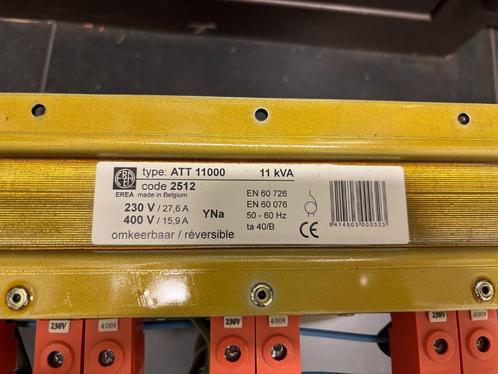 type: ATT 11000 11 kVA
code 2512
EREA made in Belgium
230 V / 27,6 A
400 V / 15,9 A
YNa
omkeerbaar / réversible
EN 60 726
EN 60 076
50 - 60 Hz
ta 40/B
CE
9 414503 000323
230V 400V 230V 400V 230V 400V